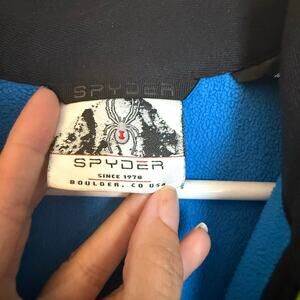 SPYDER
SPYDER
SINCE 1978
BOULDER, CO USA